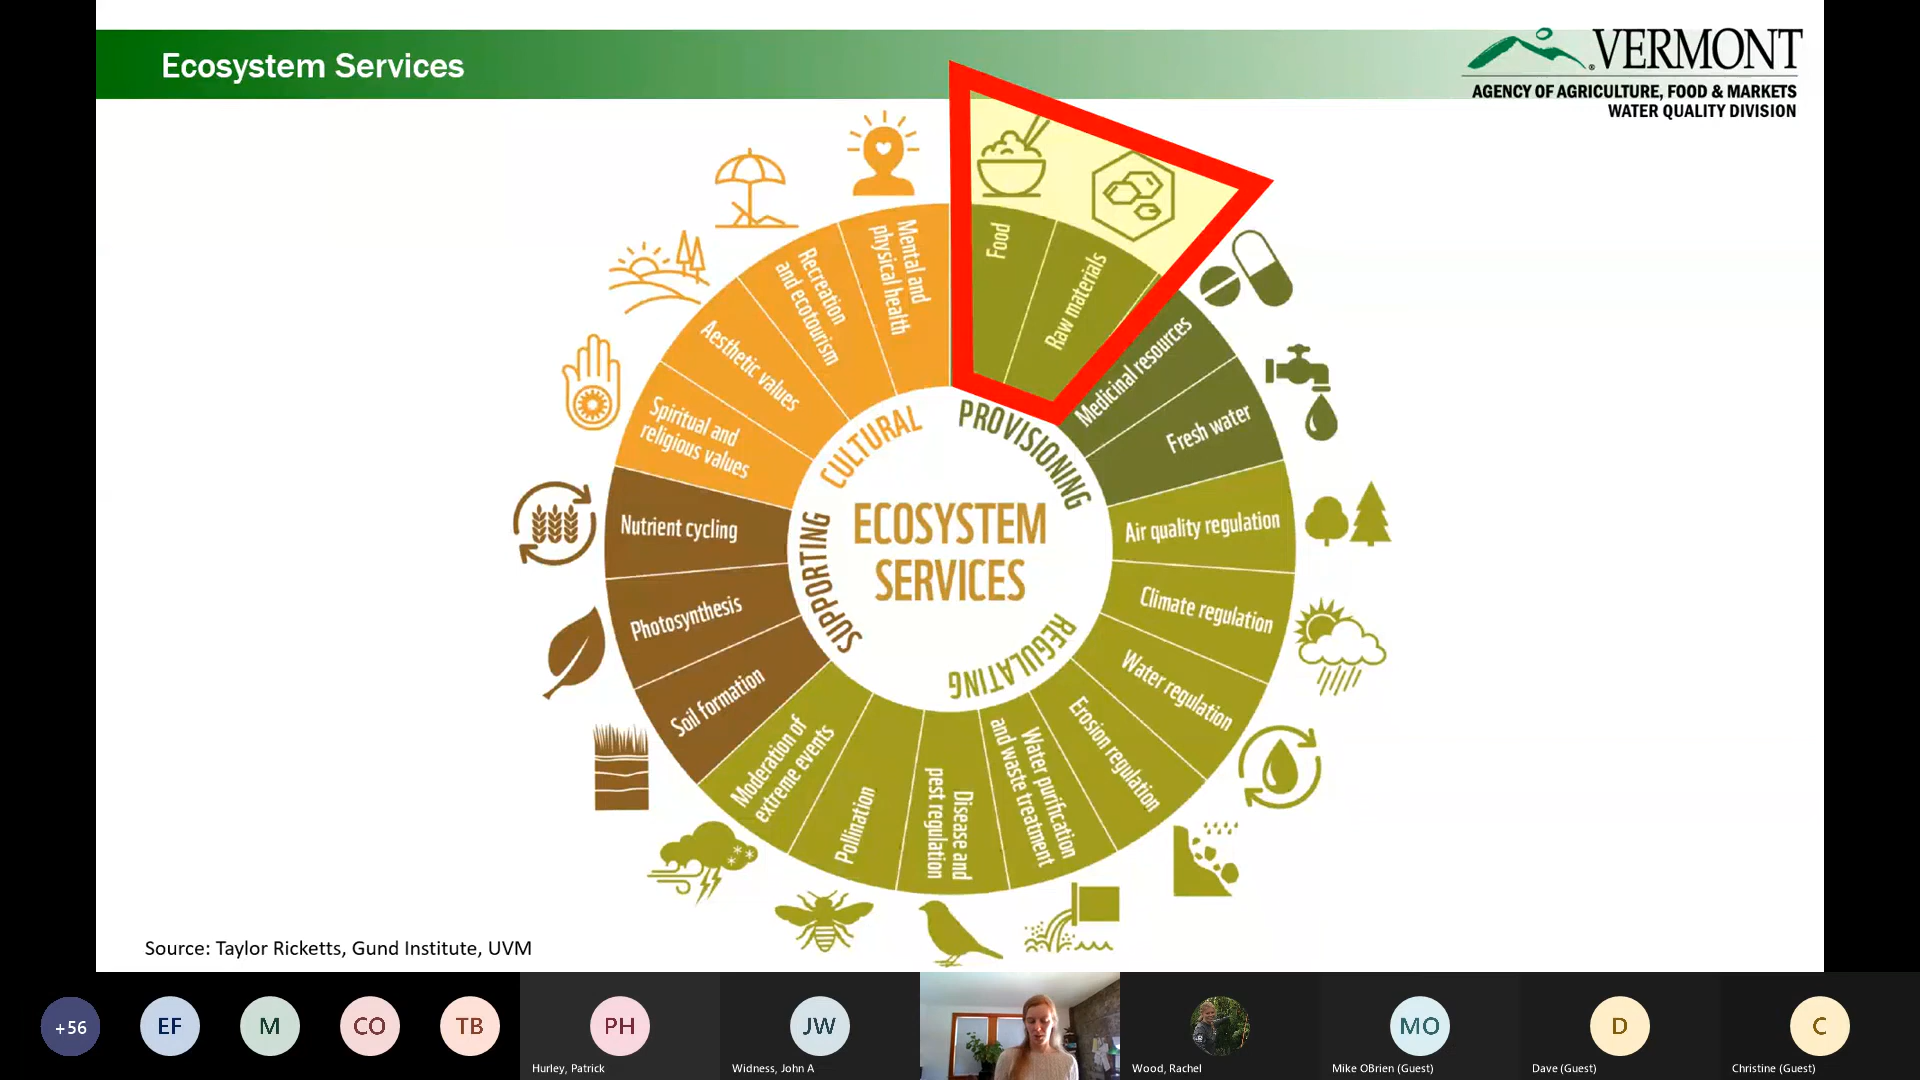 Ecosystem Services
VERMONT
AGENCY OF AGRICULTURE, FOOD & MARKETS
WATER QUALITY DIVISION
Food
Raw materials
Medicinal resources
Fresh water
Air quality regulation
Climate regulation
Water regulation
Erosion regulation
Water purification
and waste treatment
Disease and
pest regulation
Pollination
Moderation of
extreme events
Soil formation
Photosynthesis
Nutrient cycling
Spiritual and
religious values
Aesthetic values
Recreation
and ecotourism
Mental and
physical health
CULTURAL
PROVISIONING
SUPPORTING
REGULATING
ECOSYSTEM
SERVICES
Source: Taylor Ricketts, Gund Institute, UVM
+56
EF
M
CO
TB
PH
JW
MO
D
C
Hurley, Patrick
Widness, John A
Wood, Rachel
Mike OBrien (Guest)
Dave (Guest)
Christine (Guest)